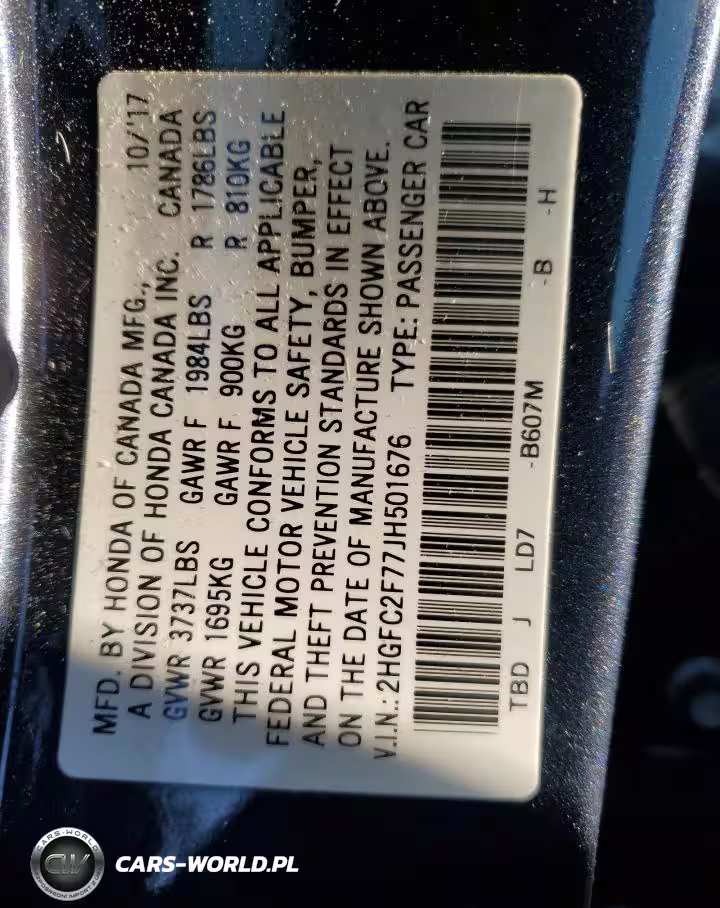 MFD. BY HONDA OF CANADA MFG., 10/'17
A DIVISION OF HONDA CANADA INC. CANADA
GVWR 3737LBS GAWR F 1984LBS R 1786LBS
GVWR 1695KG GAWR F 900KG R 810KG
THIS VEHICLE CONFORMS TO ALL APPLICABLE
FEDERAL MOTOR VEHICLE SAFETY, BUMPER,
AND THEFT PREVENTION STANDARDS IN EFFECT
ON THE DATE OF MANUFACTURE SHOWN ABOVE.
V.I.N.: 2HGFC2F77JH501676 TYPE: PASSENGER CAR
TBD J LD7 -B607M -B -H
CARS-WORLD
CW
CARS-WORLD.PL